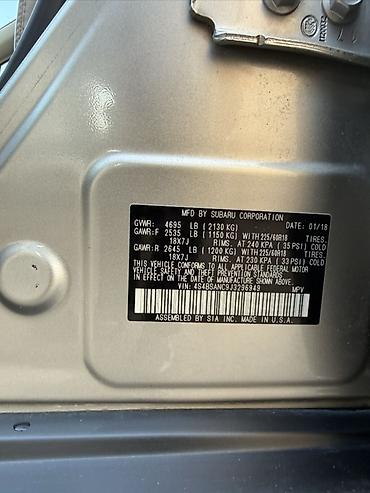 MFD BY SUBARU CORPORATION
GVWR: 4695 LB (2130 KG) DATE: 01/18
GAWR:F 2535 LB (1150 KG) WITH 225/60R18 TIRES.
18X7J RIMS. AT 240 KPA ( 35 PSI) COLD
GAWR:R 2645 LB (1200 KG) WITH 225/60R18 TIRES.
18X7J RIMS. AT 230 KPA ( 33 PSI) COLD
THIS VEHICLE CONFORMS TO ALL APPLICABLE FEDERAL MOTOR
VEHICLE SAFETY, BUMPER, AND THEFT PREVENTION STANDARDS
IN EFFECT ON THE DATE OF MANUFACTURE SHOWN ABOVE.
VIN: 4S4BSANC9J3296949 MPV
ASSEMBLED BY SIA INC. MADE IN U.S.A.